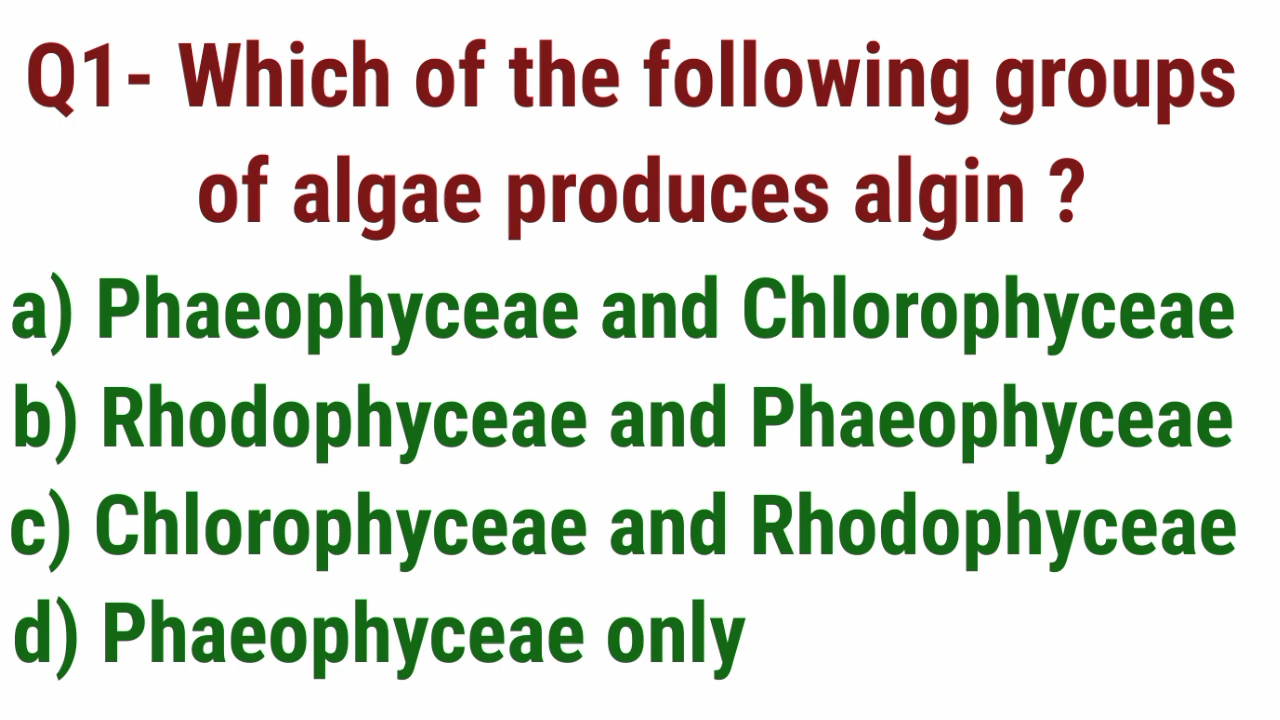 Q1- Which of the following groups
of algae produces algin ?
a) Phaeophyceae and Chlorophyceae
b) Rhodophyceae and Phaeophyceae
c) Chlorophyceae and Rhodophyceae
d) Phaeophyceae only